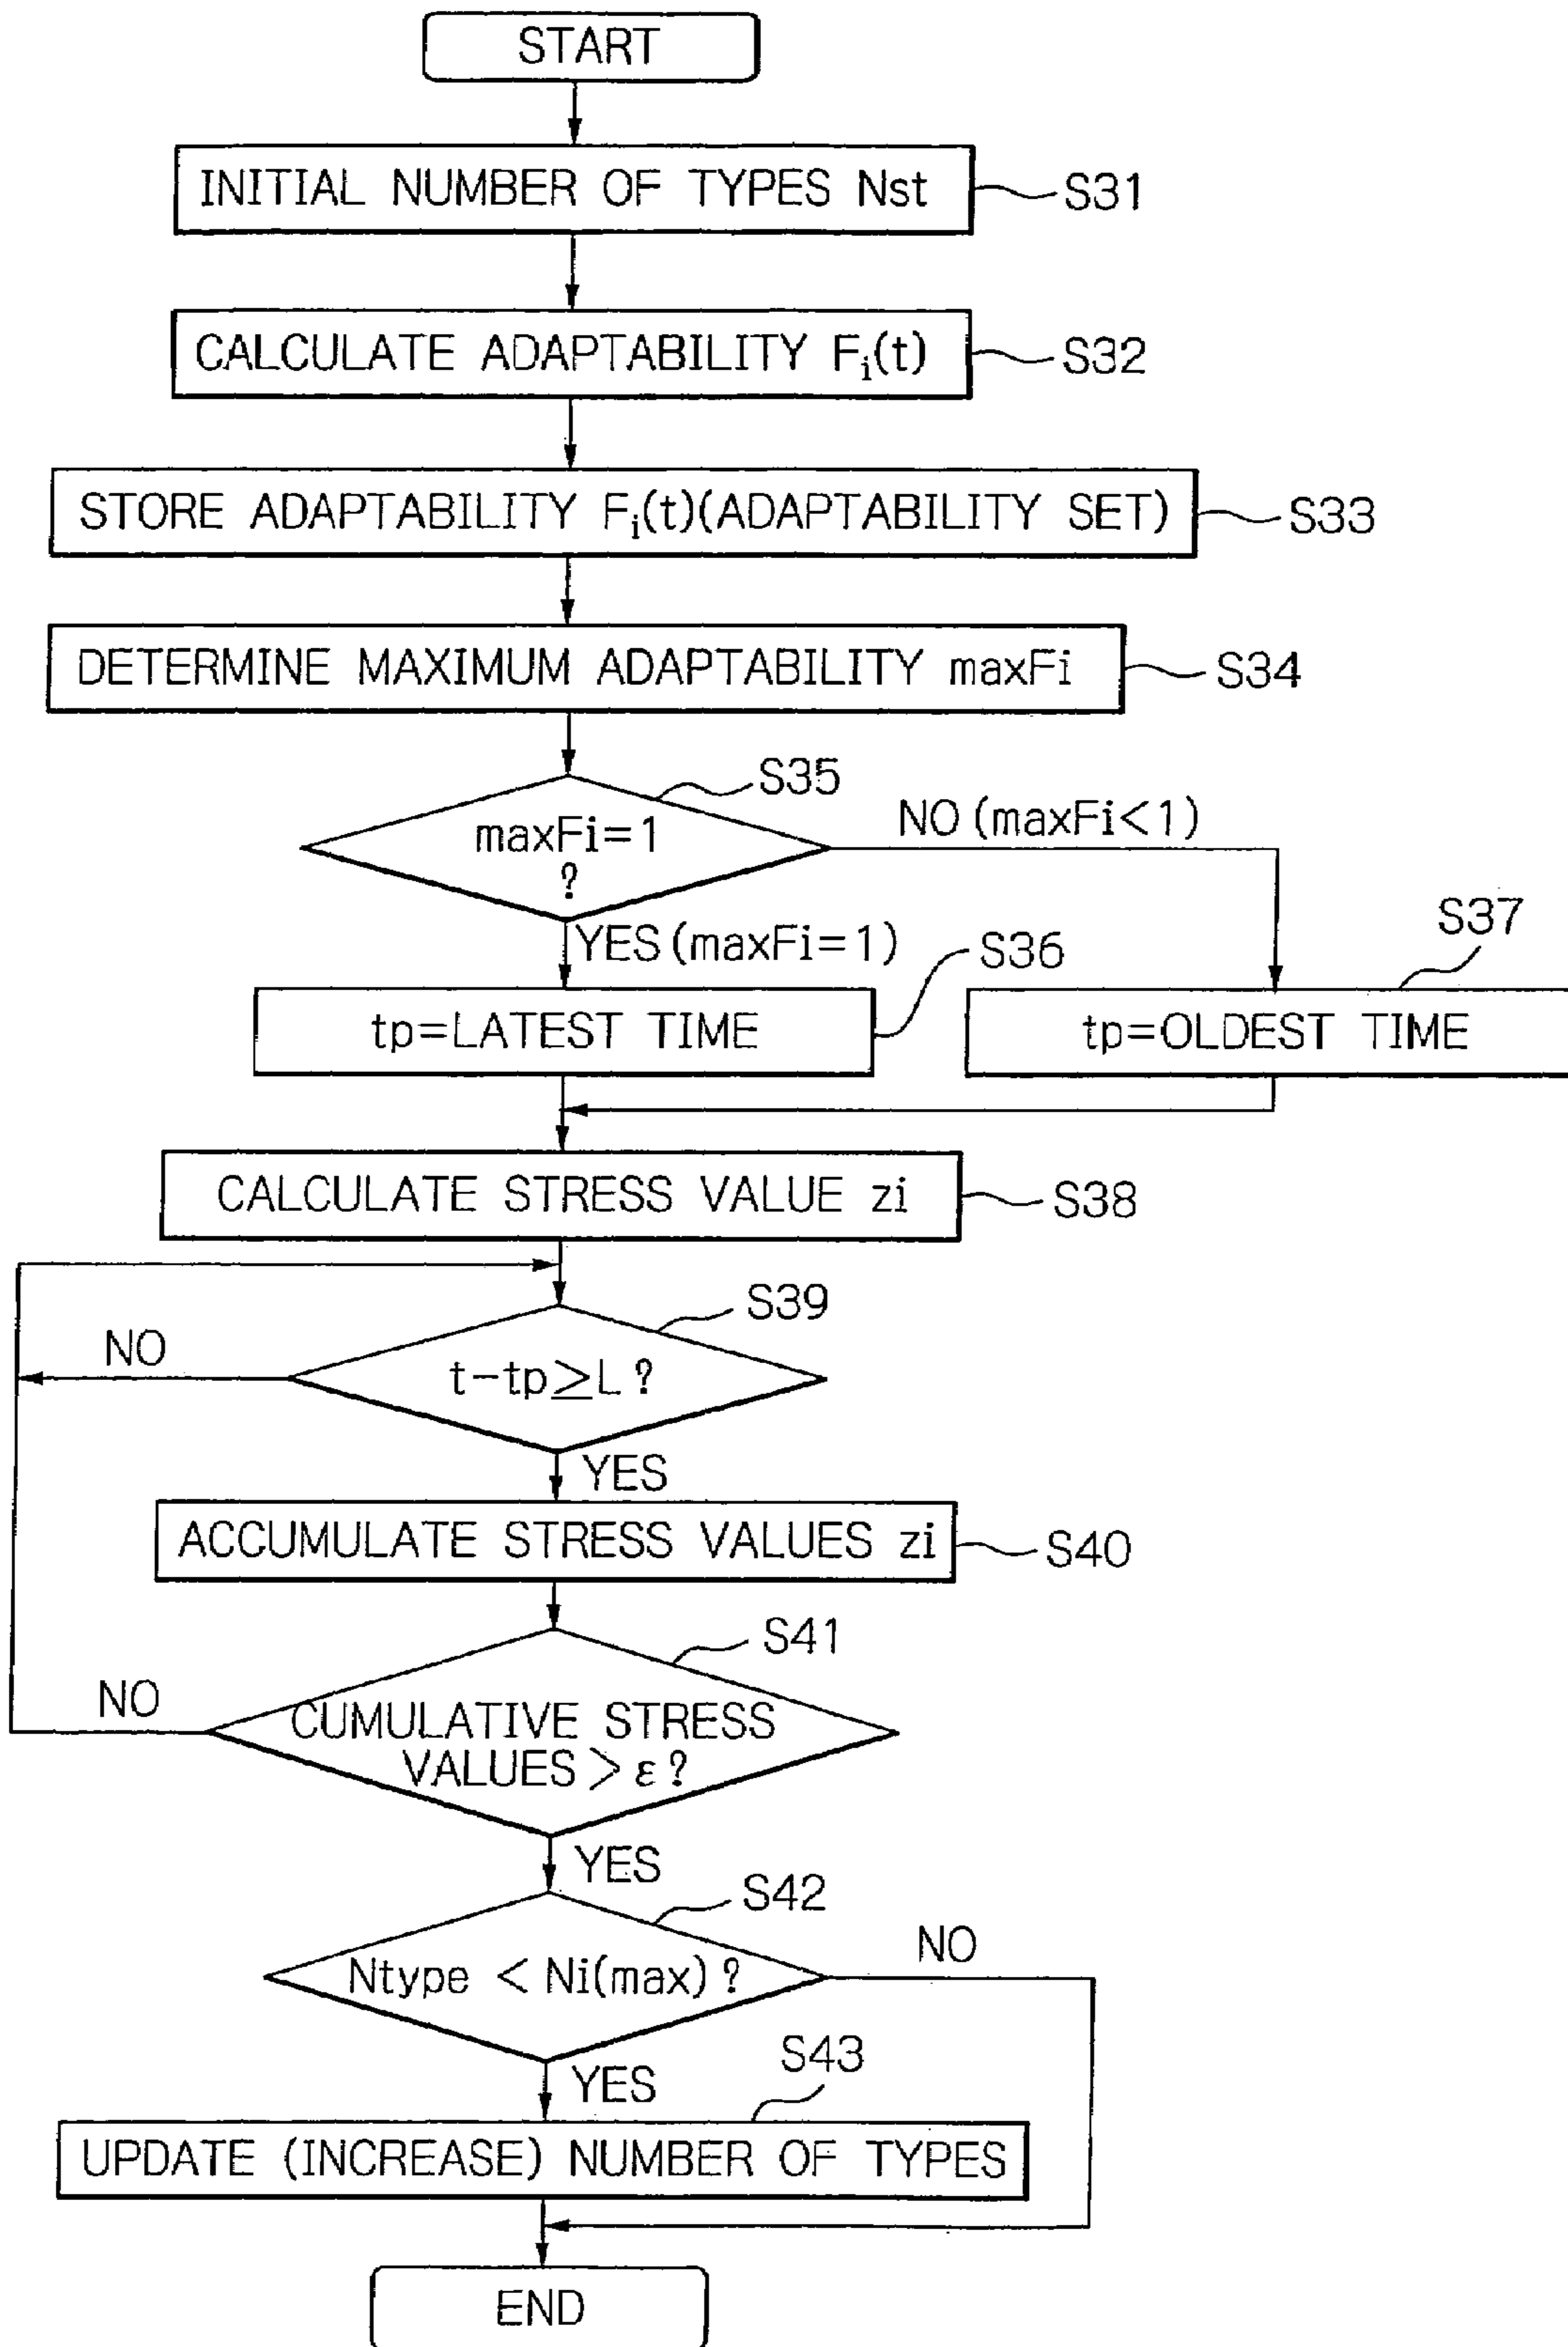 START
INITIAL NUMBER OF TYPES Nst
S31
CALCULATE ADAPTABILITY Fi(t)
S32
STORE ADAPTABILITY Fi(t)(ADAPTABILITY SET)
S33
DETERMINE MAXIMUM ADAPTABILITY maxFi
S34
S35
maxFi=1
?
NO (maxFi<1)
YES (maxFi=1)
S36
S37
tp=LATEST TIME
tp=OLDEST TIME
CALCULATE STRESS VALUE zi
S38
S39
NO
t-tp≥L ?
YES
ACCUMULATE STRESS VALUES zi
S40
S41
NO
CUMULATIVE STRESS
VALUES > ε ?
YES
S42
NO
Ntype < Ni(max) ?
S43
YES
UPDATE (INCREASE) NUMBER OF TYPES
END